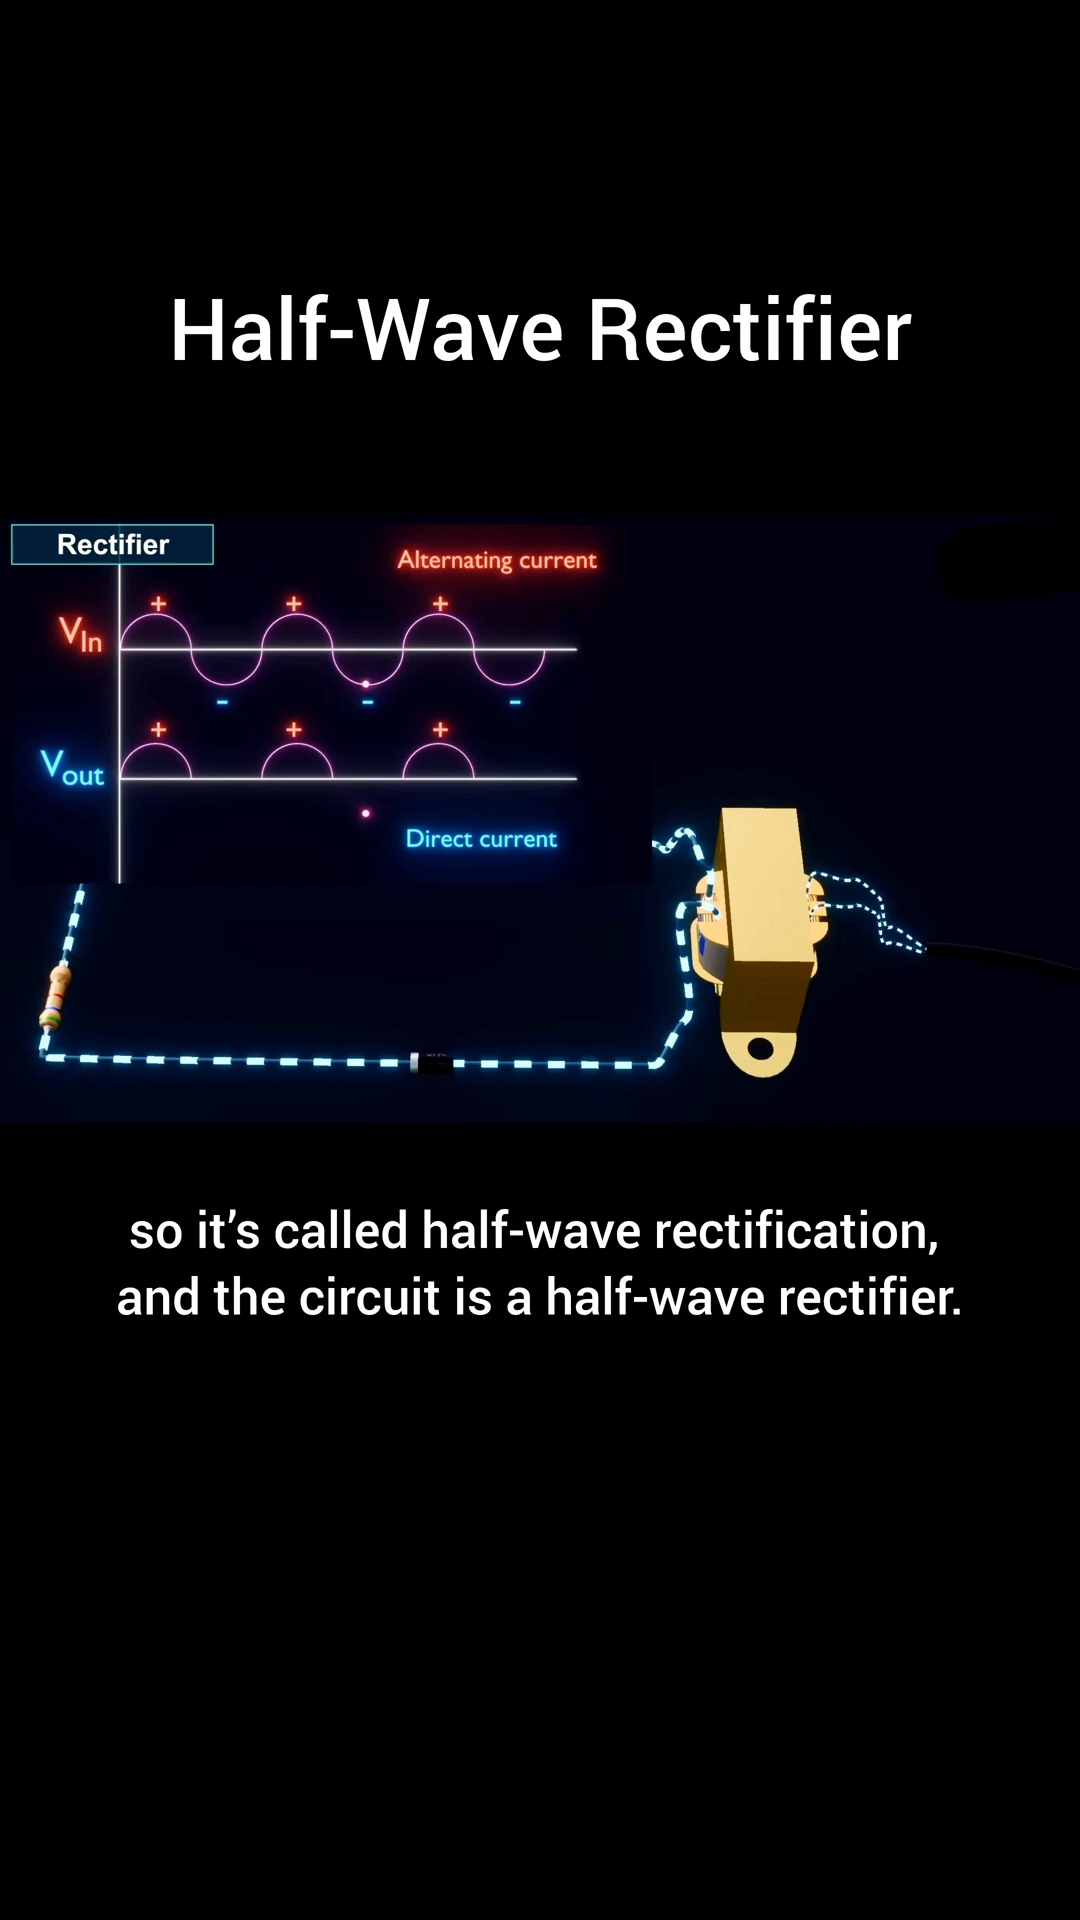 Half-Wave Rectifier
Rectifier
Alternating current
+ + +
VIn
- - -
+ + +
Vout
Direct current
so it’s called half-wave rectification,
and the circuit is a half-wave rectifier.